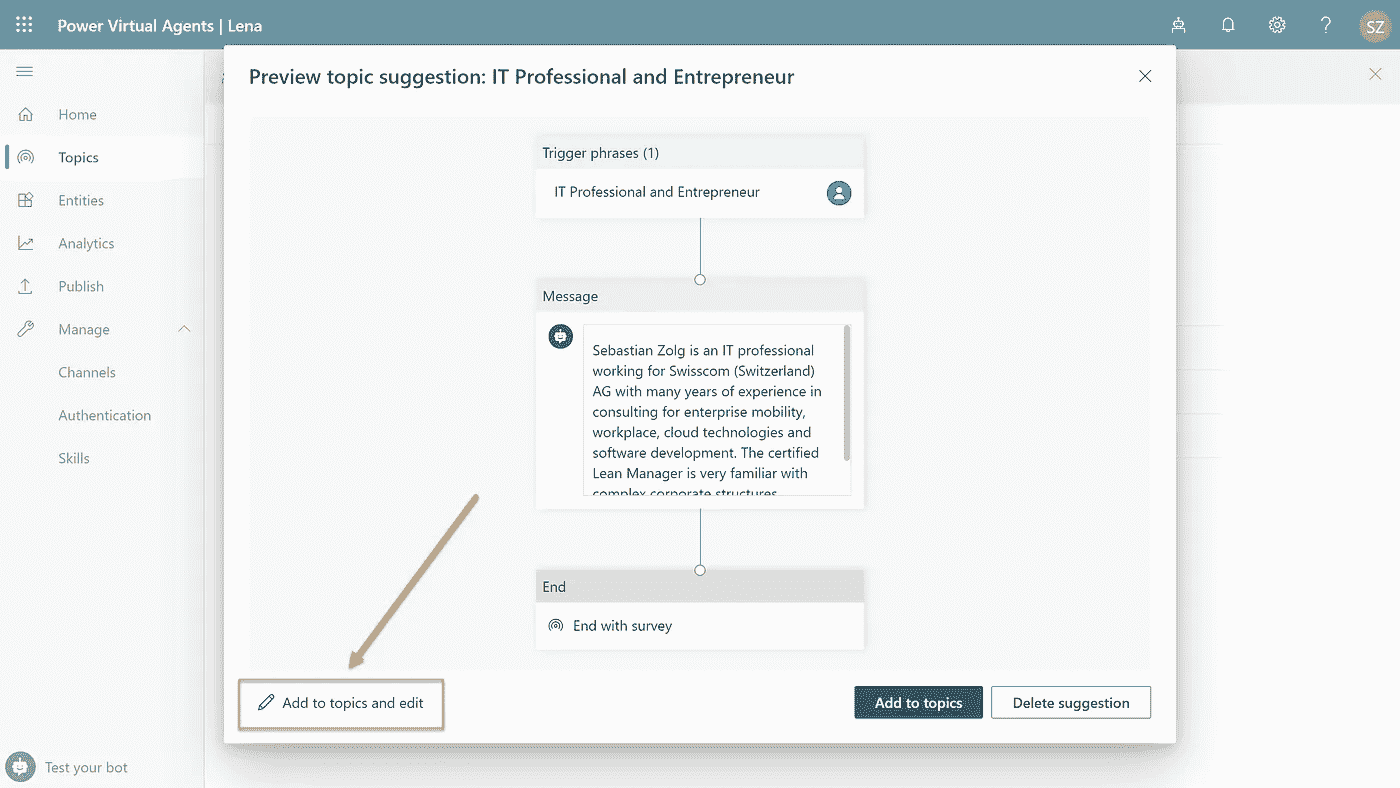 Power Virtual Agents | Lena
SZ
Preview topic suggestion: IT Professional and Entrepreneur
Home
Topics
Entities
Analytics
Publish
Manage
Channels
Authentication
Skills
Test your bot
Trigger phrases (1)
IT Professional and Entrepreneur
Message
Sebastian Zolg is an IT professional
working for Swisscom (Switzerland)
AG with many years of experience in
consulting for enterprise mobility,
workplace, cloud technologies and
software development. The certified
Lean Manager is very familiar with
complex corporate structures
End
End with survey
Add to topics and edit
Add to topics
Delete suggestion